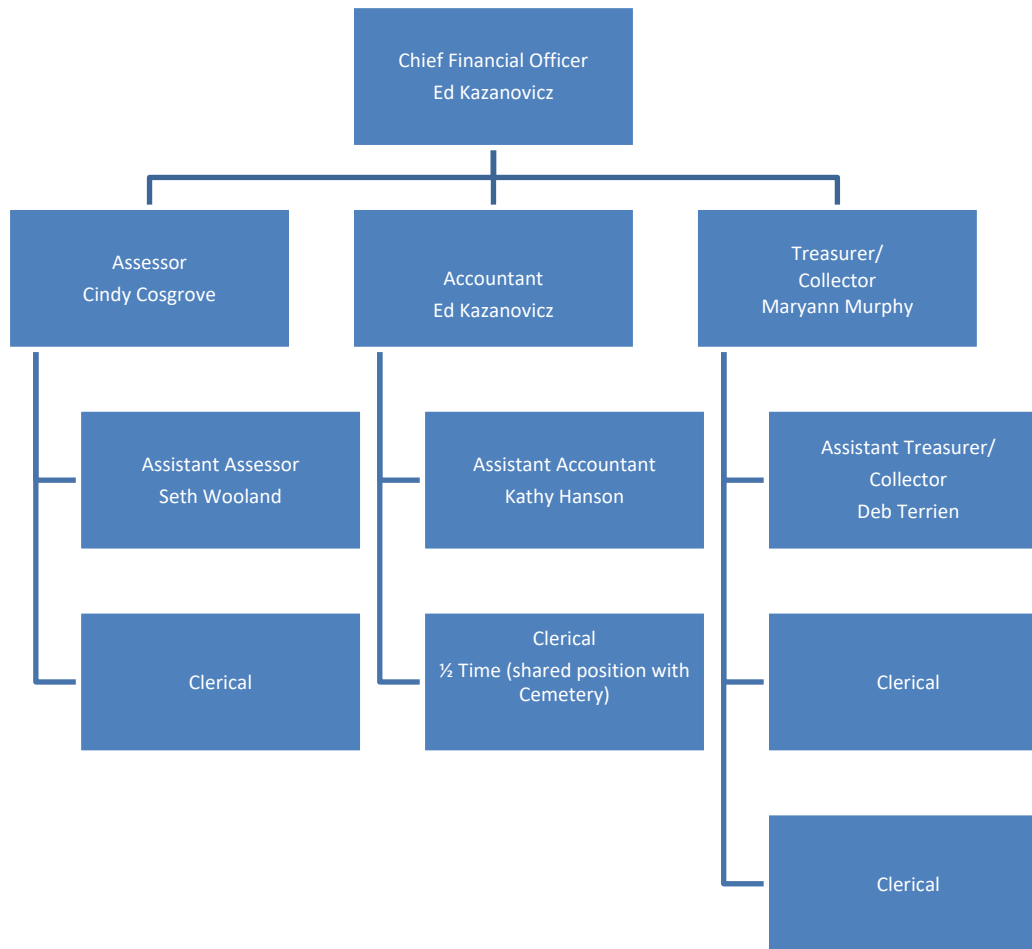 Chief Financial Officer
Ed Kazanovicz
Assessor
Cindy Cosgrove
Accountant
Ed Kazanovicz
Treasurer/
Collector
Maryann Murphy
Assistant Assessor
Seth Wooland
Assistant Accountant
Kathy Hanson
Assistant Treasurer/
Collector
Deb Terrien
Clerical
Clerical
½ Time (shared position with
Cemetery)
Clerical
Clerical